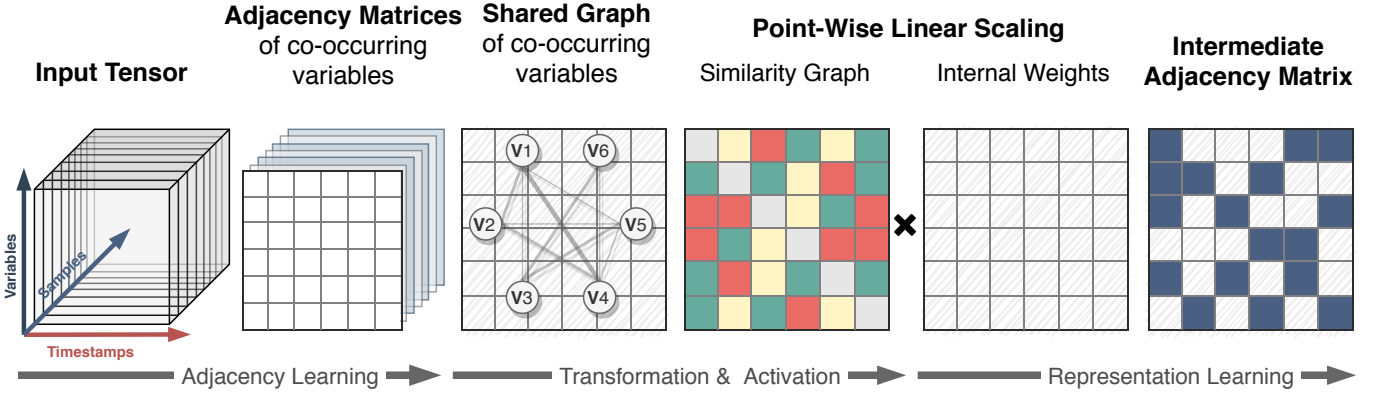 Input Tensor
Adjacency Matrices
of co-occurring
variables
Shared Graph
of co-occurring
variables
Point-Wise Linear Scaling
Similarity Graph
Internal Weights
Intermediate
Adjacency Matrix
Variables
Samples
Timestamps
V1
V6
V2
V5
V3
V4
Adjacency Learning
Transformation & Activation
Representation Learning